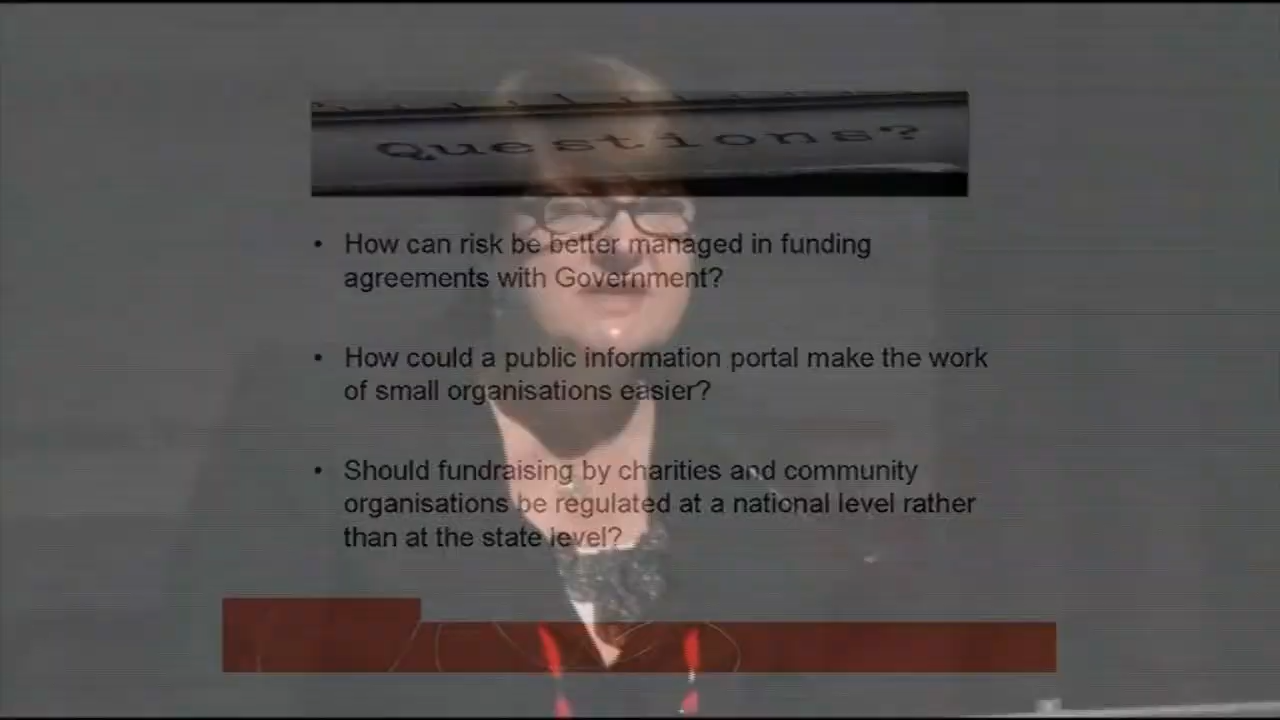 Questions?
• How can risk be better managed in funding
agreements with Government?
• How could a public information portal make the work
of small organisations easier?
• Should fundraising by charities and community
organisations be regulated at a national level rather
than at the state level?